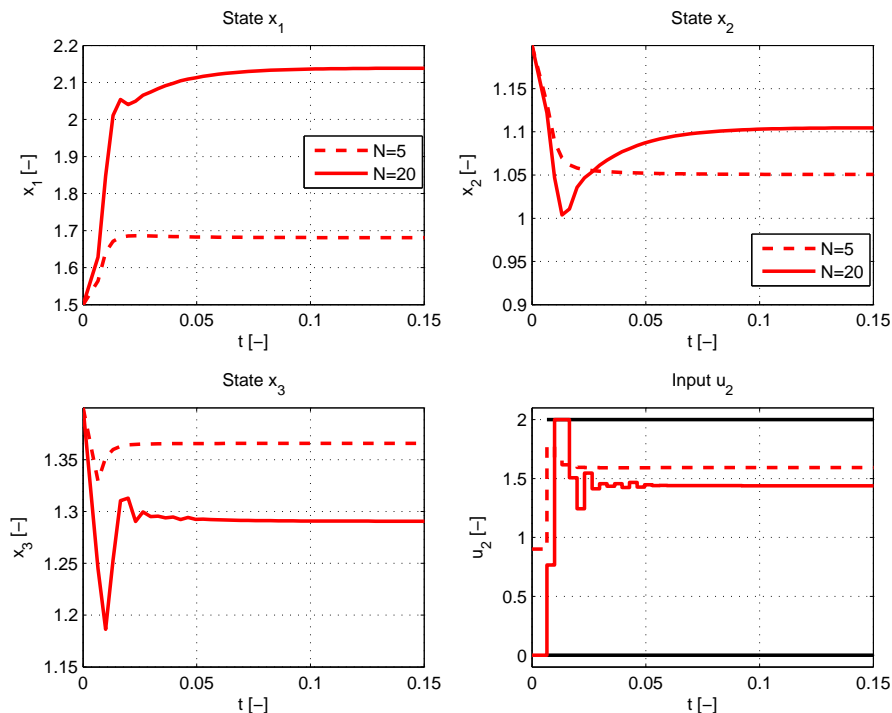 State x1
2.2
2.1
2
1.9
1.8
1.7
1.6
1.5
x1 [−]
0
0.05
0.1
0.15
t [−]
N=5
N=20
State x2
1.15
1.1
1.05
1
0.95
0.9
x2 [−]
0
0.05
0.1
0.15
t [−]
N=5
N=20
State x3
1.35
1.3
1.25
1.2
1.15
x3 [−]
0
0.05
0.1
0.15
t [−]
Input u2
2
1.5
1
0.5
0
u2 [−]
0
0.05
0.1
0.15
t [−]